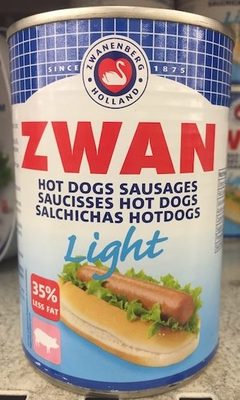 ZWANENBERG
SINCE 1875
HOLLAND
ZWAN
HOT DOGS SAUSAGES
SAUCISSES HOT DOGS
SALCHICHAS HOTDOGS
Light
35%
LESS FAT